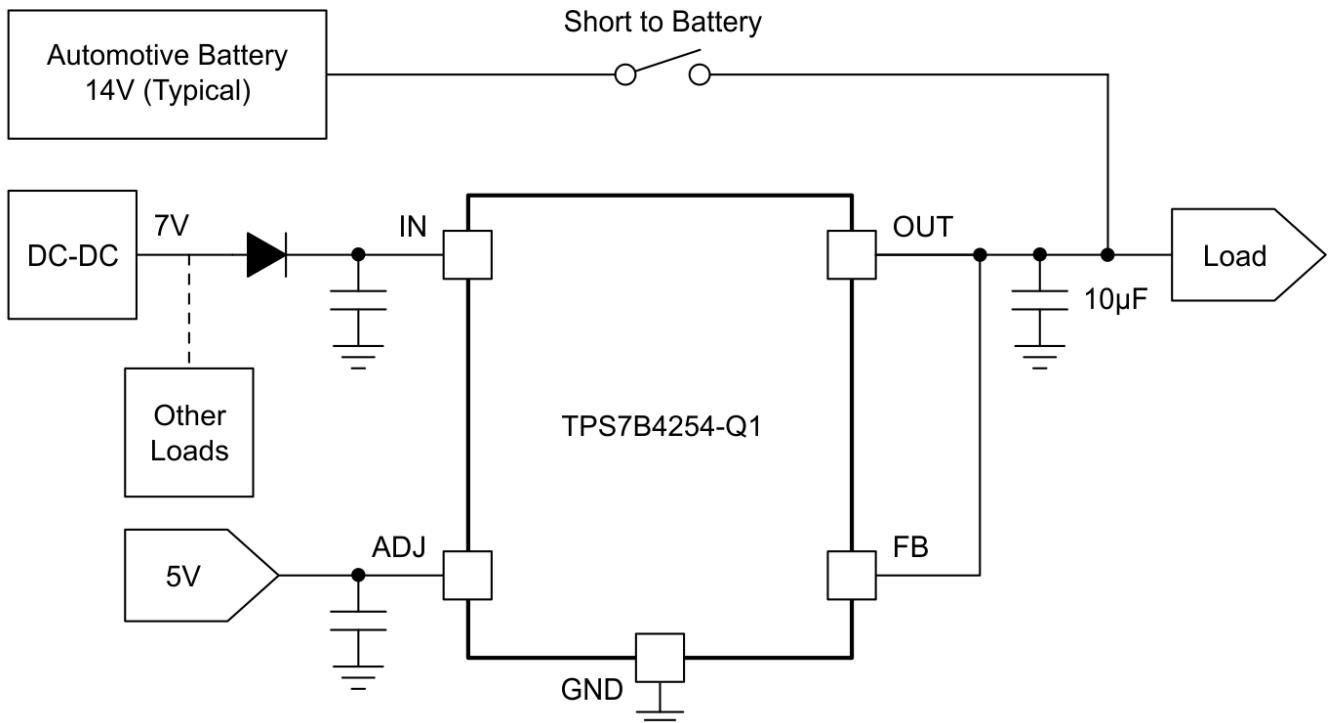 Short to Battery
Automotive Battery
14V (Typical)
7V
IN
OUT
DC-DC
Load
10µF
Other
Loads
TPS7B4254-Q1
ADJ
FB
5V
GND